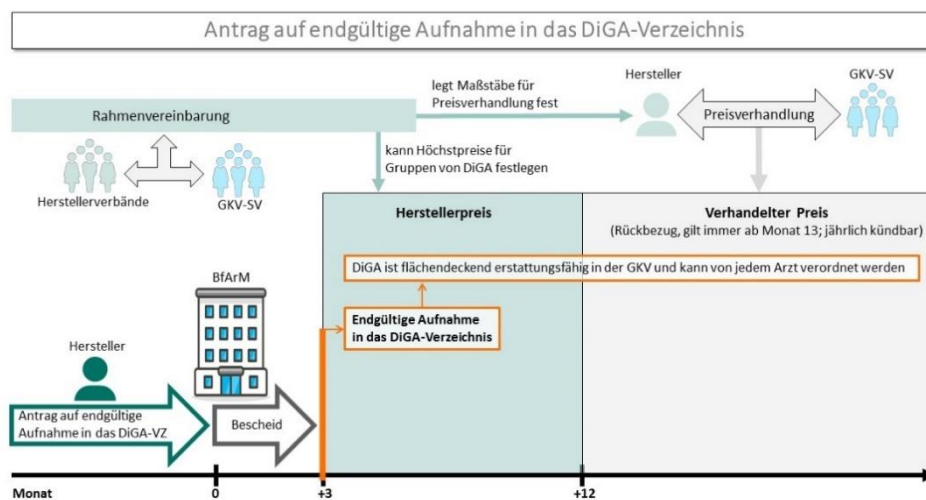 Antrag auf endgültige Aufnahme in das DiGA-Verzeichnis
Rahmenvereinbarung
legt Maßstäbe für
Preisverhandlung fest
Hersteller
Preisverhandlung
GKV-SV
Herstellerverbände
GKV-SV
kann Höchstpreise für
Gruppen von DiGA festlegen
Herstellerpreis
Verhandelter Preis
(Rückbezug, gilt immer ab Monat 13; jährlich kündbar)
DiGA ist flächendeckend erstattungsfähig in der GKV und kann von jedem Arzt verordnet werden
BfArM
Endgültige Aufnahme
in das DiGA-Verzeichnis
Hersteller
Antrag auf endgültige
Aufnahme in das DiGA-VZ
Bescheid
Monat
0
+3
+12